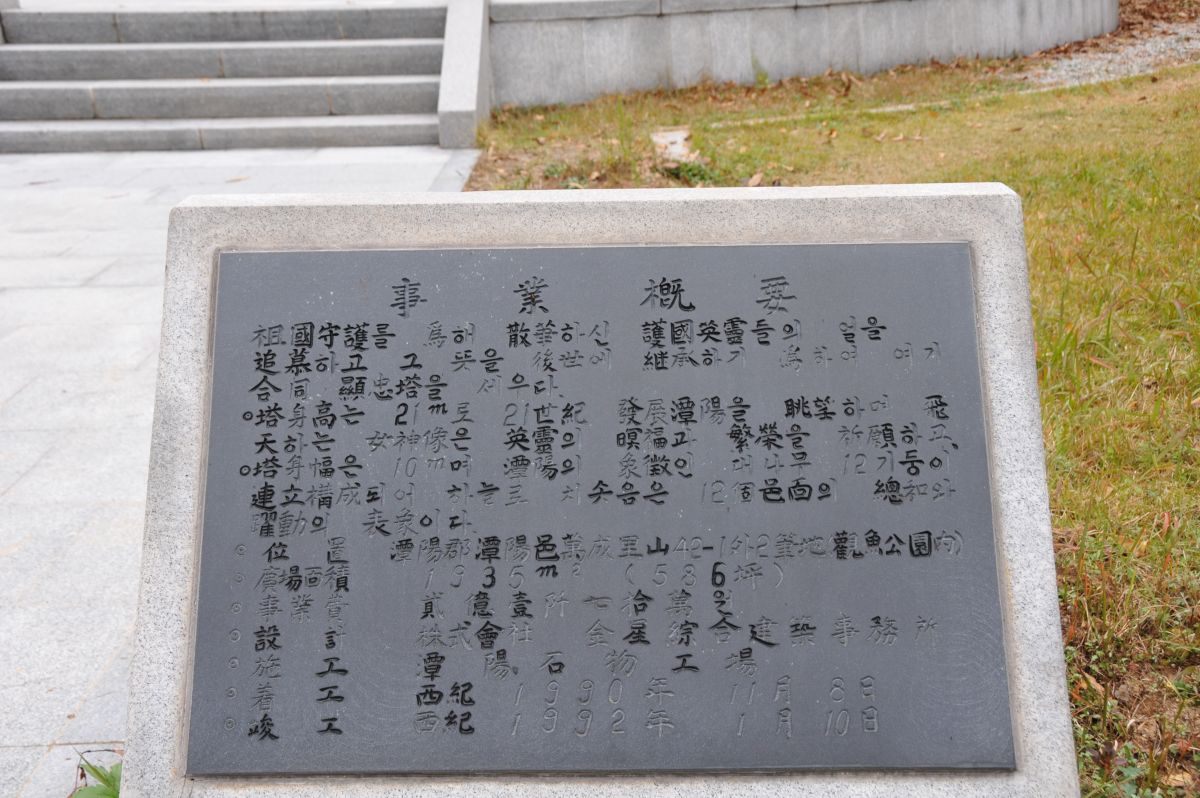 事業概要
祖國守護를 爲해 散華하신 護國英靈들의 얼을
追慕하고 그 뜻을 後世에 繼承하기 爲하여 여기
合同顯忠塔을 세우다.
塔身 高는 21m로 21世紀 發展潭陽을 眺望하며 飛
天하는 女神像은 英靈의 暝福과 繁榮을 祈願하고,
塔身幅은 10m며 潭陽의 象徵인 대나무 12기둥이
連立構成되어 하늘로 치솟음은 12個邑面의 總和와
躍動의 表象이다.
位置 潭陽郡 潭陽邑 萬成里 山42-1外2筆地(觀魚公園內)
廣場面積 1935m² (586坪)
事業費 貳億壹阡七拾萬원
設計 株式會社 金星綜合建築事務所
施工 潭陽石物工場
着工 西紀 1990年 11月 8日
竣工 西紀 1992年 1月 10日